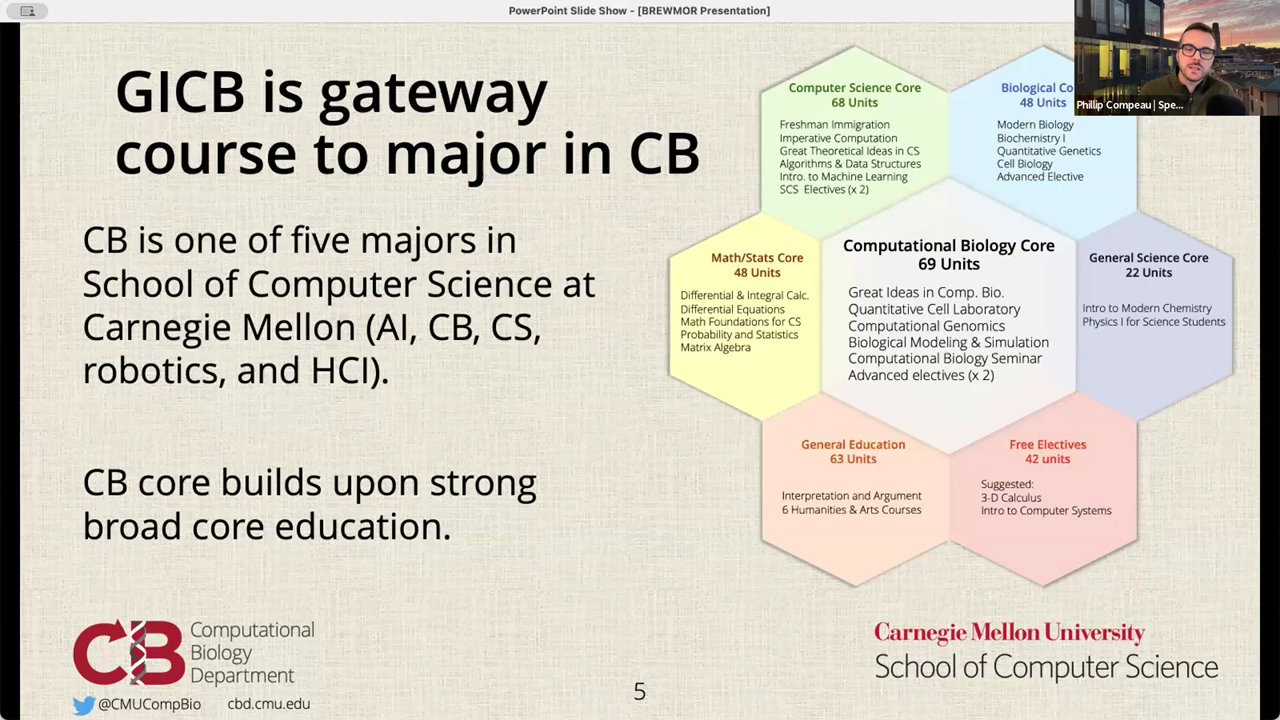 PowerPoint Slide Show - [BREWMOR Presentation]
GICB is gateway
course to major in CB
CB is one of five majors in
School of Computer Science at
Carnegie Mellon (AI, CB, CS,
robotics, and HCI).
CB core builds upon strong
broad core education.
Computer Science Core
68 Units
Freshman Immigration
Imperative Computation
Great Theoretical Ideas in CS
Algorithms & Data Structures
Intro. to Machine Learning
SCS Electives (x 2)
Biological Co
48 Unit
Modern Biology
Biochemistry I
Quantitative Genetics
Cell Biology
Advanced Elective
Phillip Compeau | Spe...
Math/Stats Core
48 Units
Differential & Integral Calc.
Differential Equations
Math Foundations for CS
Probability and Statistics
Matrix Algebra
Computational Biology Core
69 Units
Great Ideas in Comp. Bio.
Quantitative Cell Laboratory
Computational Genomics
Biological Modeling & Simulation
Computational Biology Seminar
Advanced electives (x 2)
General Science Core
22 Units
Intro to Modern Chemistry
Physics I for Science Students
General Education
63 Units
Interpretation and Argument
6 Humanities & Arts Courses
Free Electives
42 units
Suggested:
3-D Calculus
Intro to Computer Systems
CB
Computational
Biology
Department
@CMUCompBio cbd.cmu.edu
5
Carnegie Mellon University
School of Computer Science